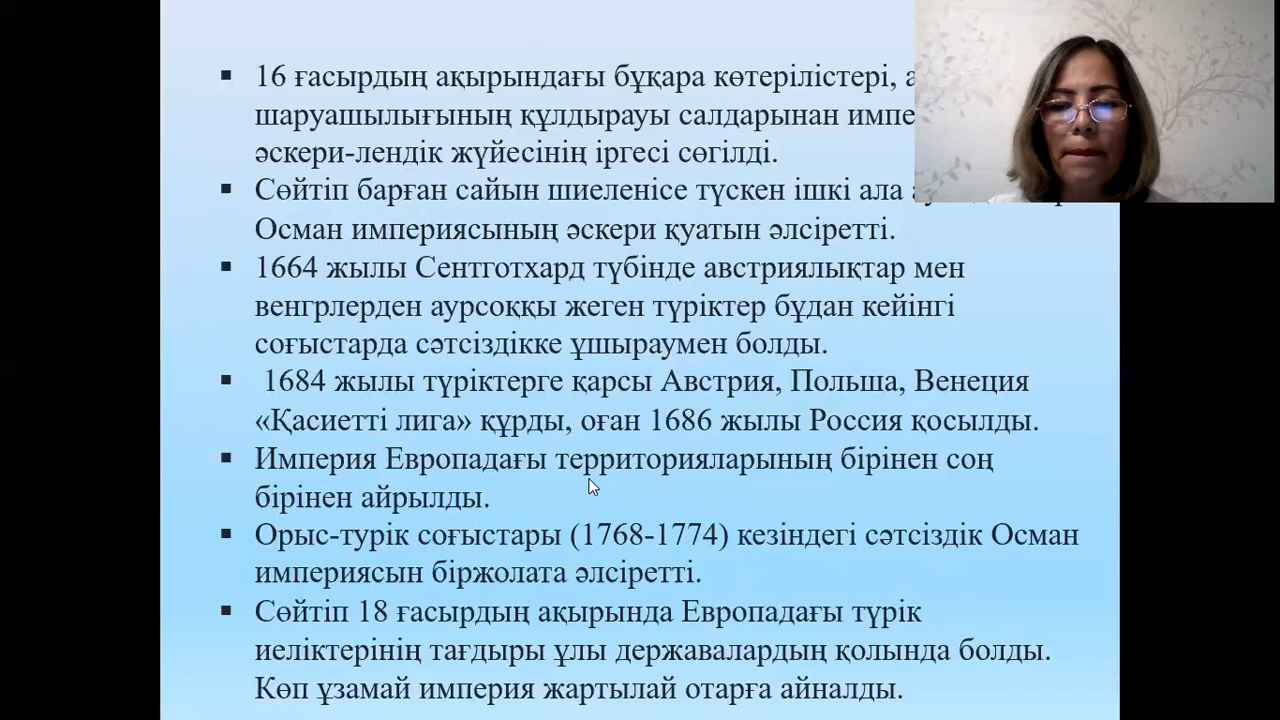 16 ғасырдың ақырындағы бұқара көтерілістері,
шаруашылығының құлдырауы салдарынан
әскери-лендік жүйесінің іргесі сөгілді.
Сөйтіп барған сайын шиеленісе түскен ішкі ала
Осман империясының әскери қуатын әлсіретті.
1664 жылы Сентготхард түбінде австриялықтар мен
венгрлерден аурсоққы жеген түріктер бұдан кейінгі
соғыстарда сәтсіздікке ұшыраумен болды.
1684 жылы түріктерге қарсы Австрия, Польша, Венеция
«Қасиетті лига» құрды, оған 1686 жылы Россия қосылды.
Империя Европадағы территорияларының бірінен соң
бірінен айрылды.
Орыс-турік соғыстары (1768-1774) кезіндегі сәтсіздік Осман
империясын біржолата әлсіретті.
Сөйтіп 18 ғасырдың ақырында Европадағы түрік
иеліктерінің тағдыры ұлы державалардың қолында болды.
Көп ұзамай империя жартылай отарға айналды.